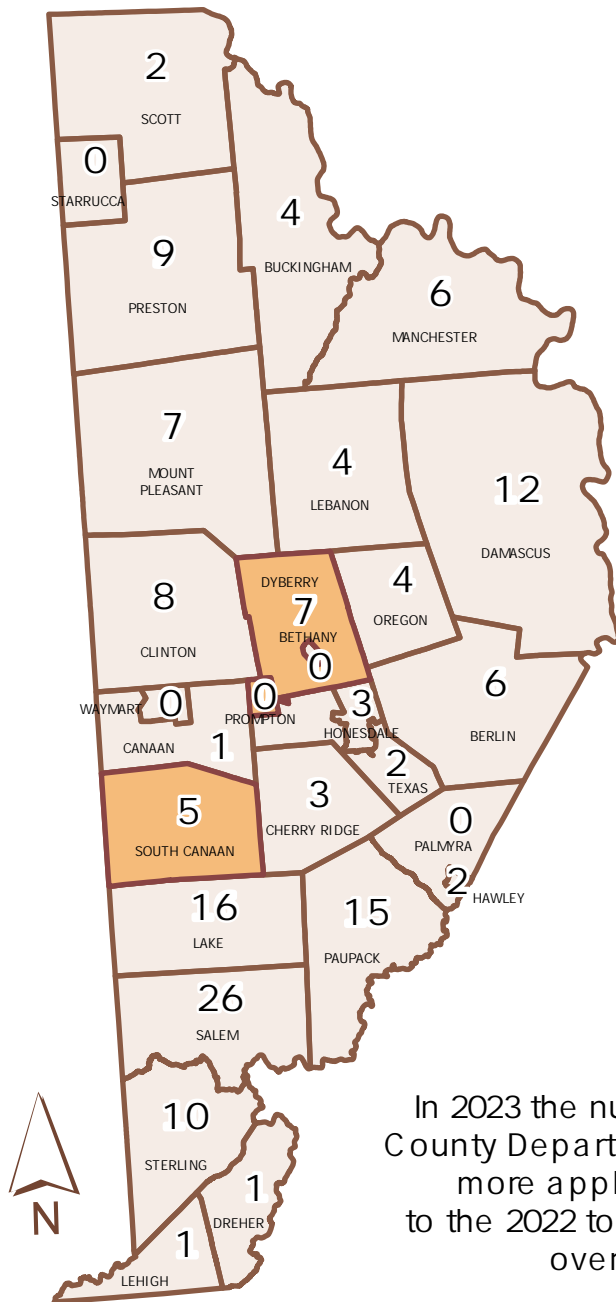 2
SCOTT
0
STARRUCCA
4
BUCKINGHAM
9
PRESTON
6
MANCHESTER
7
MOUNT
PLEASANT
4
LEBANON
12
DAMASCUS
8
CLINTON
DYBERRY
7
BETHANY
0
4
OREGON
6
BERLIN
WAYMART
0
CANAAN
1
0
PROMPTON
3
HONESDALE
2
TEXAS
5
SOUTH CANAAN
3
CHERRY RIDGE
0
PALMYRA
2
HAWLEY
16
LAKE
15
PAUPACK
26
SALEM
10
STERLING
1
DREHER
1
LEHIGH
N
In 2023 the nu
County Depart
more appl
to the 2022 to
over